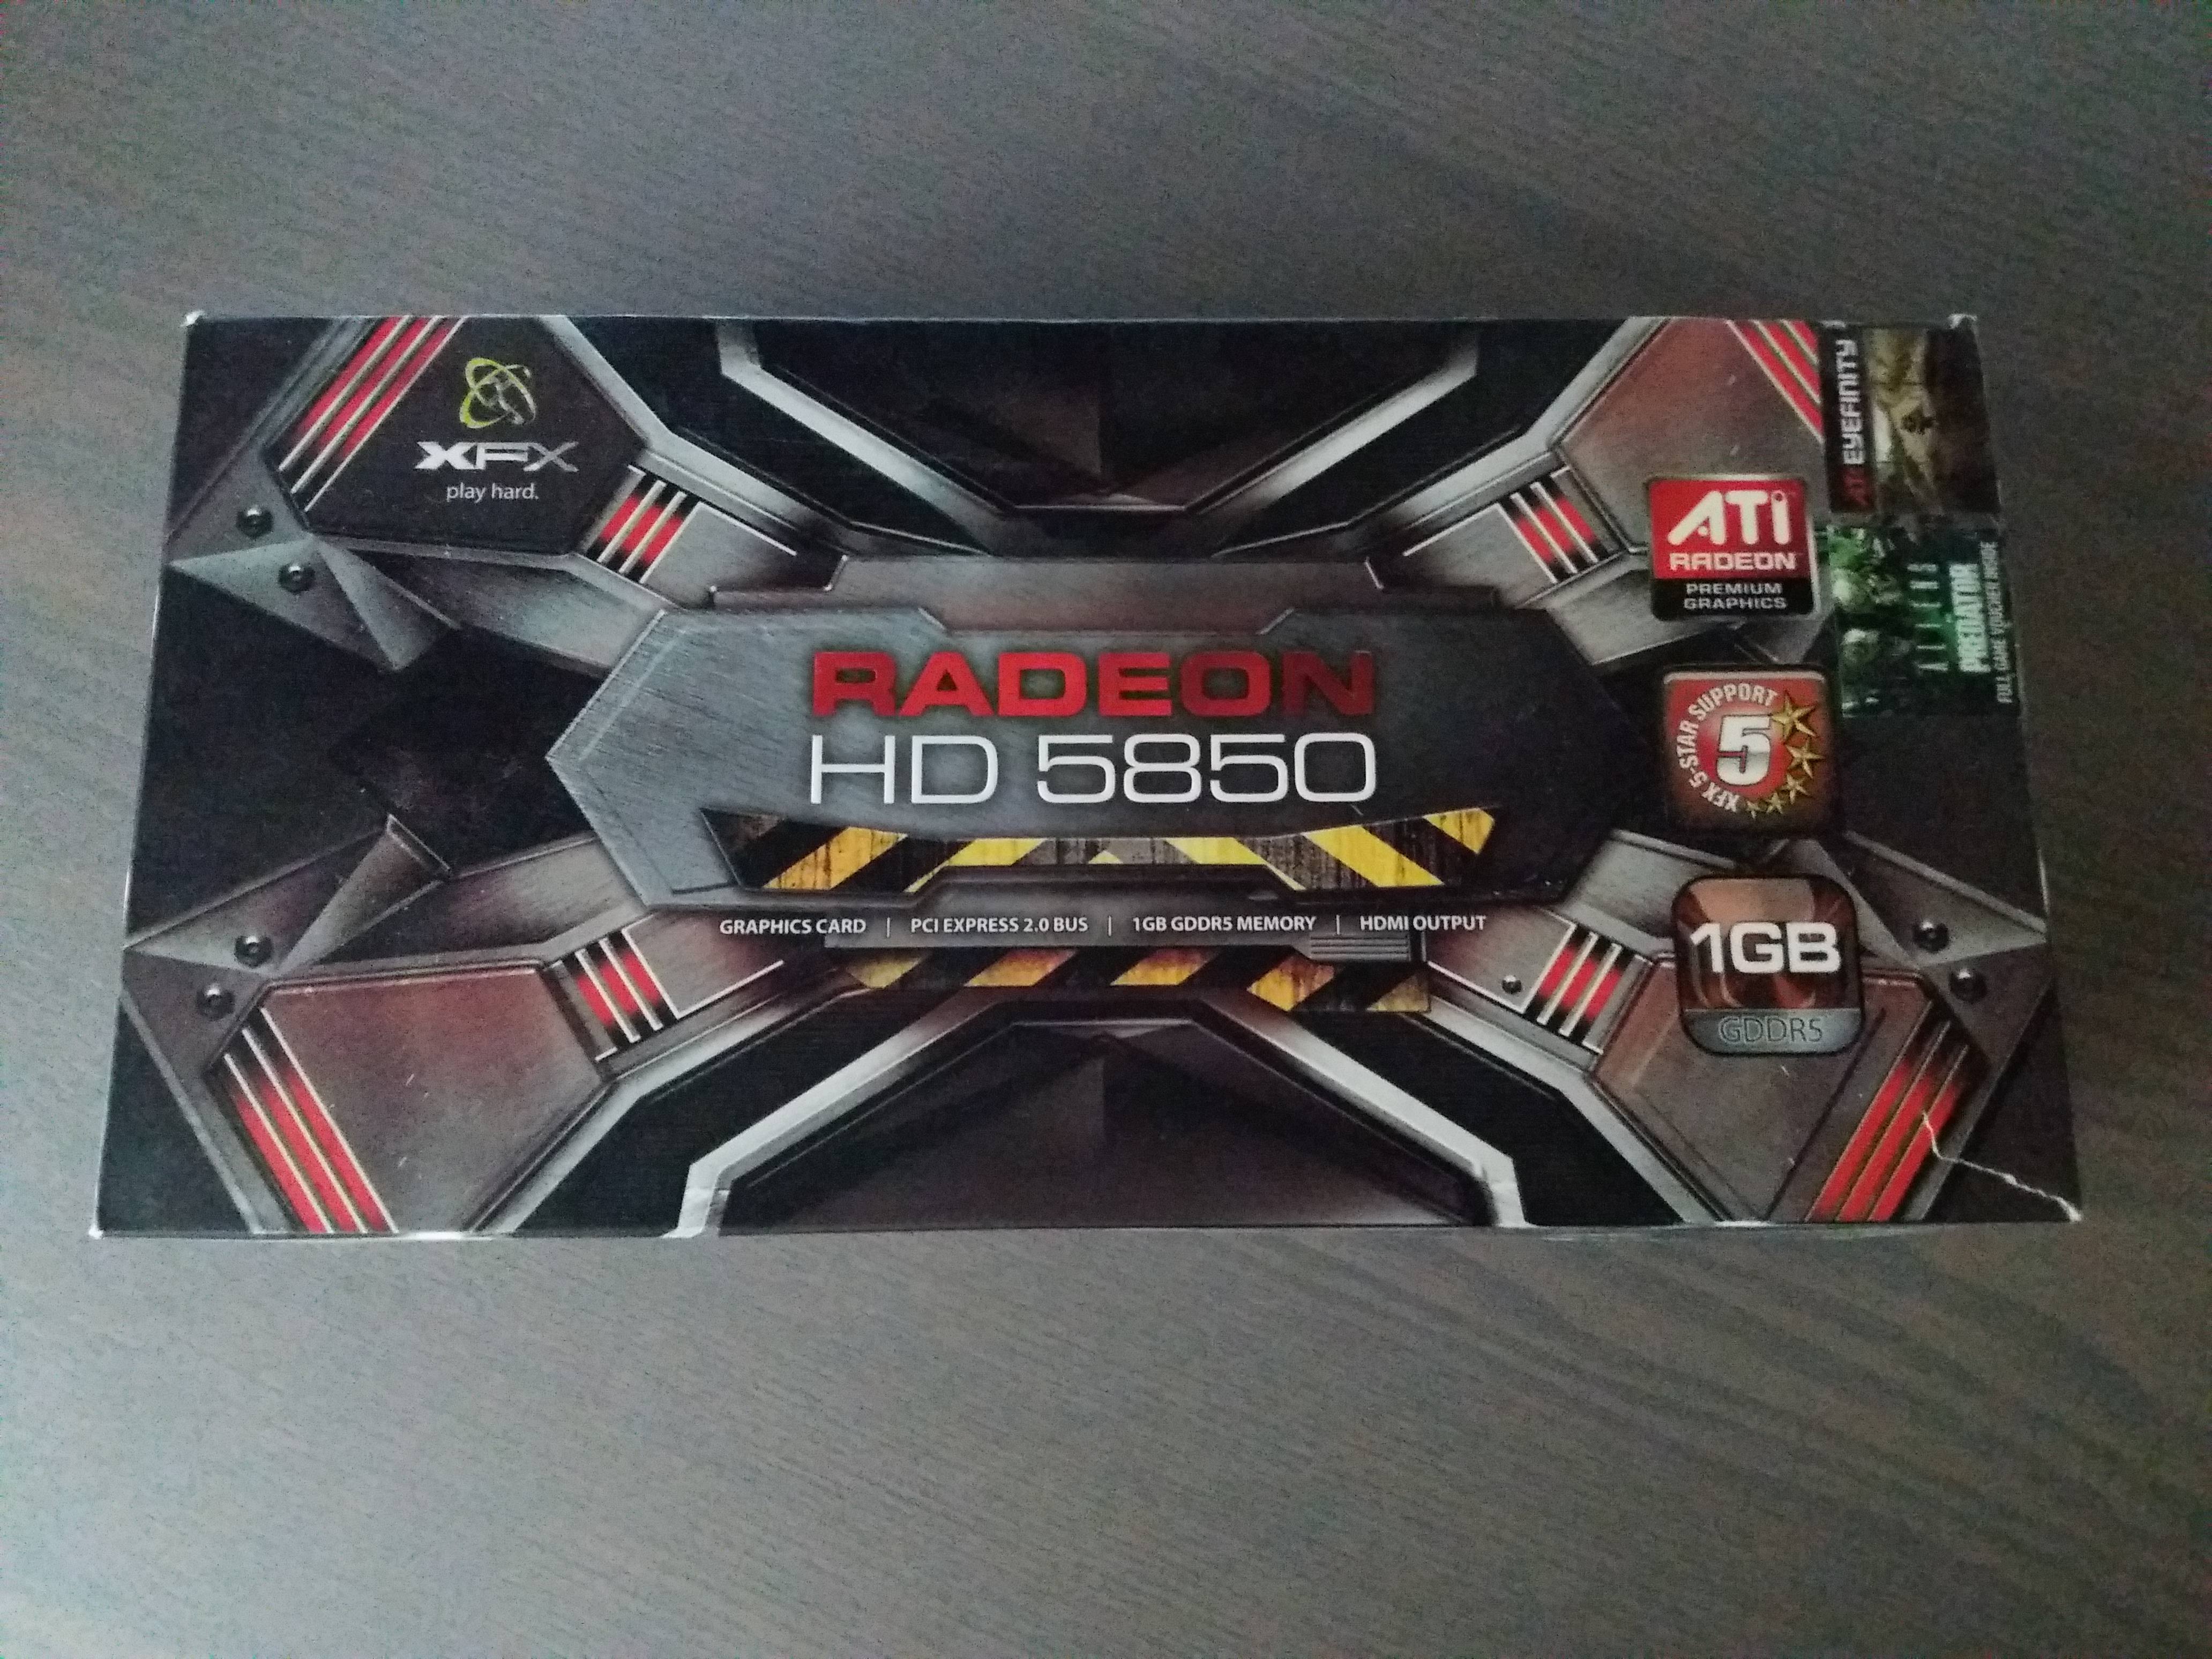 XFX
play hard.
RADEON
HD 5850
GRAPHICS CARD | PCI EXPRESS 2.0 BUS | 1GB GDDR5 MEMORY | HDMI OUTPUT
ATI
RADEON
PREMIUM
GRAPHICS
XFX 5-STAR SUPPORT
5
1GB
GDDR5
ATI EYEFINITY
ALIENS
PREDATOR
FULL GAME VOUCHER INSIDE